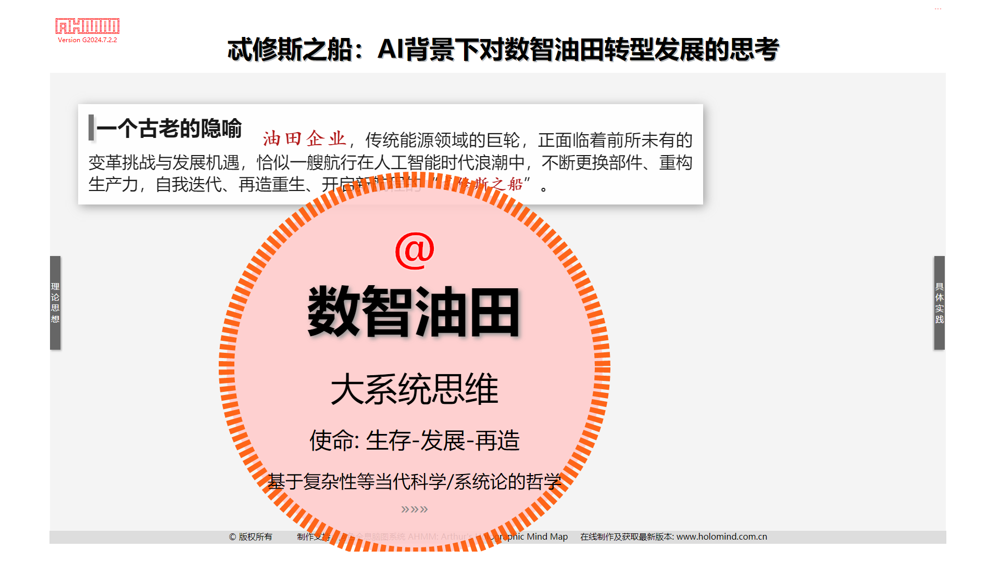 AHMM
Version G2024.7.2.2
忒修斯之船：AI背景下对数智油田转型发展的思考
一个古老的隐喻
油田企业，传统能源领域的巨轮，正面临着前所未有的
变革挑战与发展机遇，恰似一艘航行在人工智能时代浪潮中，不断更换部件、重构
生产力，自我迭代、再造重生、开启新航程的“忒修斯之船”。
@
数智油田
大系统思维
使命: 生存-发展-再造
基于复杂性等当代科学/系统论的哲学
»»»
理论思想
具体实践
© 版权所有 制作支持 全息脑图系统 AHMM: Arthur's Holographic Mind Map 在线制作及获取最新版本: www.holomind.com.cn